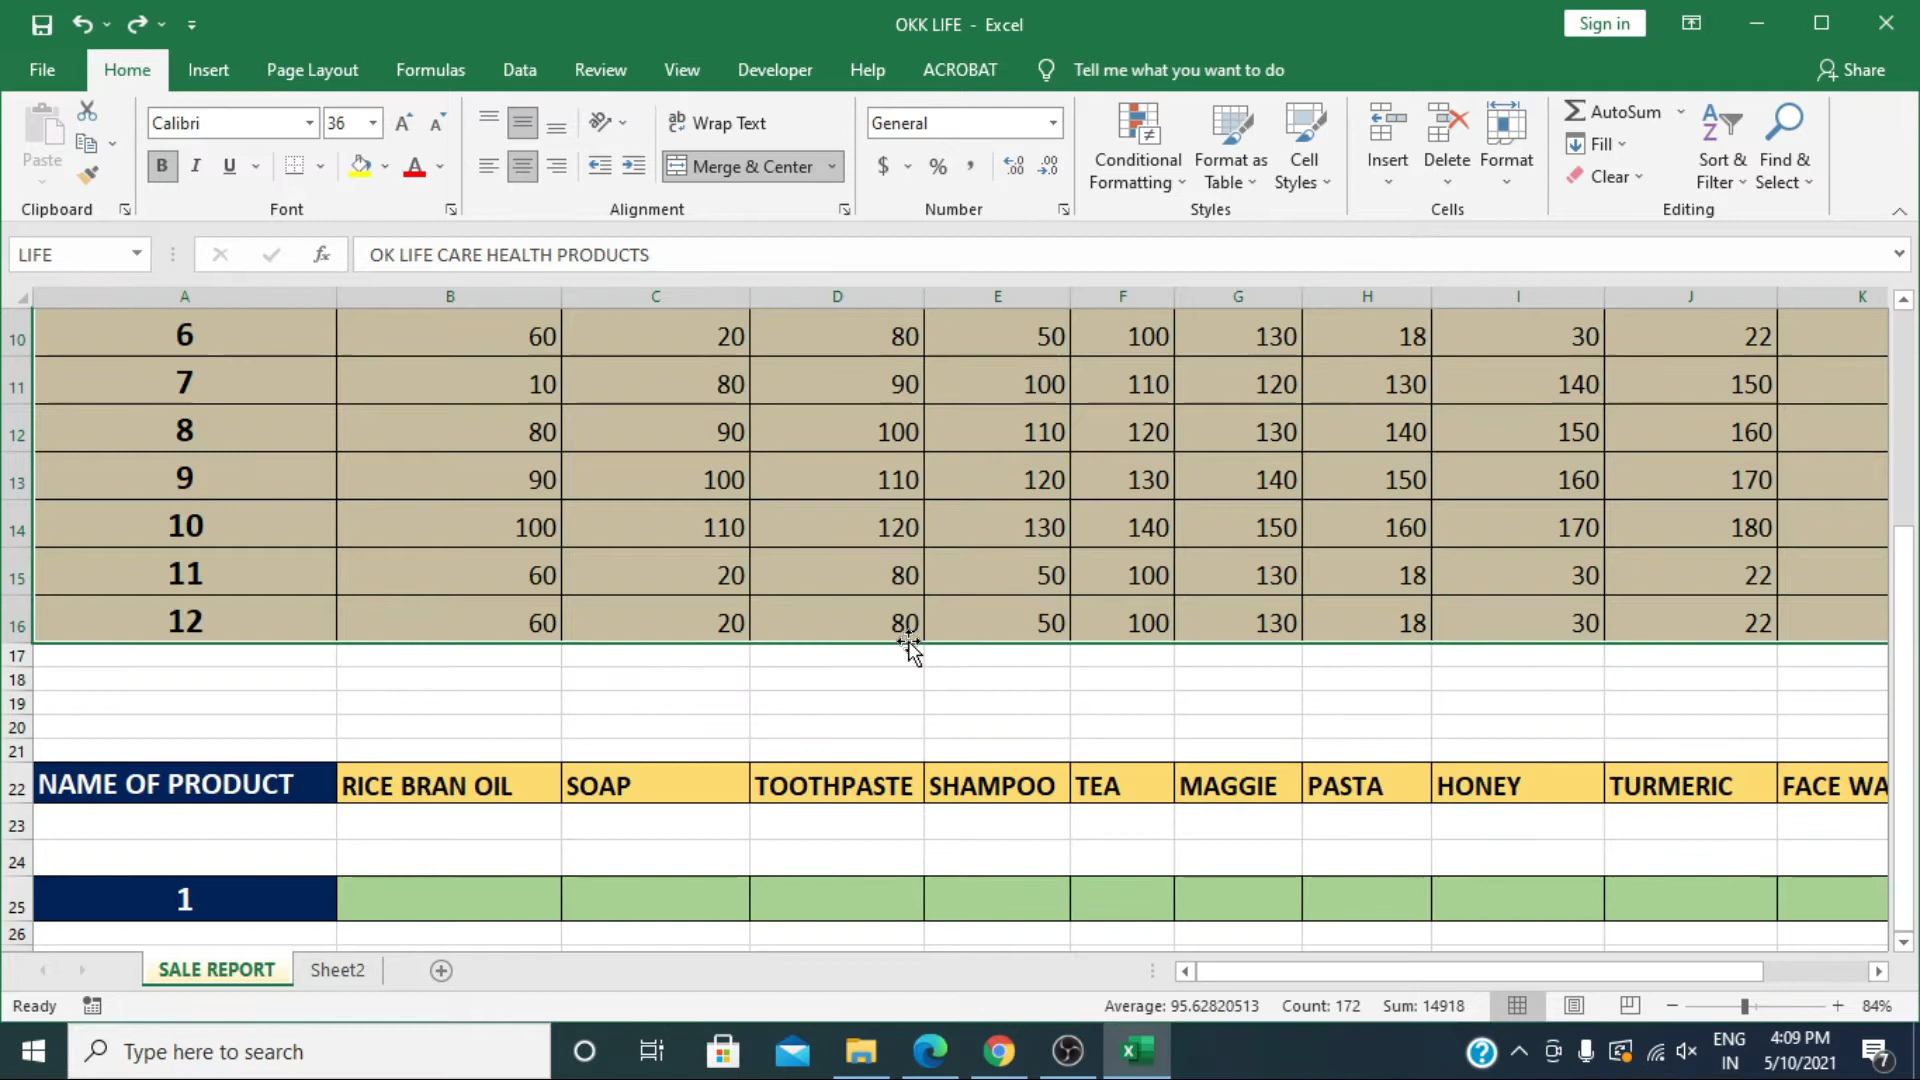 OKK LIFE - Excel
Sign in
File Home Insert Page Layout Formulas Data Review View Developer Help ACROBAT Tell me what you want to do Share
Paste
Calibri 36
B I U A
ab Wrap Text
Merge & Center
General
$ %
Conditional Formatting
Format as Table
Cell Styles
Insert Delete Format
AutoSum
Fill
Clear
Sort & Filter
Find & Select
Clipboard Font Alignment Number Styles Cells Editing
LIFE fx OK LIFE CARE HEALTH PRODUCTS
A B C D E F G H I J K
10 6 60 20 80 50 100 130 18 30 22
11 7 10 80 90 100 110 120 130 140 150
12 8 80 90 100 110 120 130 140 150 160
13 9 90 100 110 120 130 140 150 160 170
14 10 100 110 120 130 140 150 160 170 180
15 11 60 20 80 50 100 130 18 30 22
16 12 60 20 80 50 100 130 18 30 22
17
18
19
20
21
22 NAME OF PRODUCT RICE BRAN OIL SOAP TOOTHPASTE SHAMPOO TEA MAGGIE PASTA HONEY TURMERIC FACE WA
23
24
25 1
26
SALE REPORT Sheet2
Ready Average: 95.62820513 Count: 172 Sum: 14918 84%
Type here to search
ENG
IN
4:09 PM
5/10/2021
7